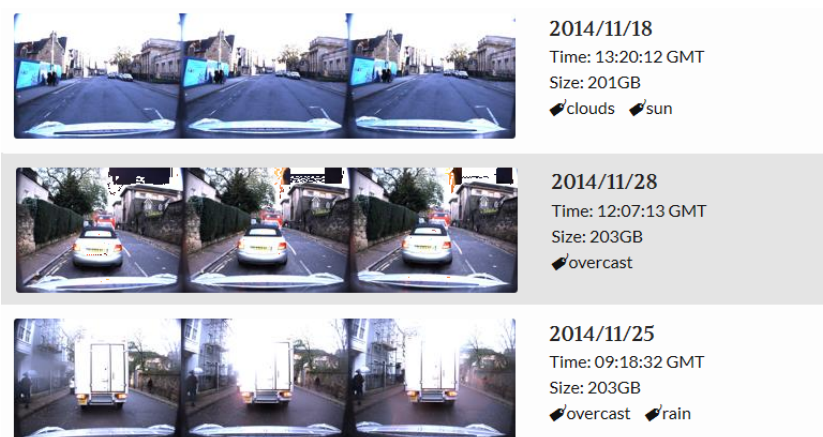 2014/11/18
Time: 13:20:12 GMT
Size: 201GB
clouds sun
2014/11/28
Time: 12:07:13 GMT
Size: 203GB
overcast
2014/11/25
Time: 09:18:32 GMT
Size: 203GB
overcast rain